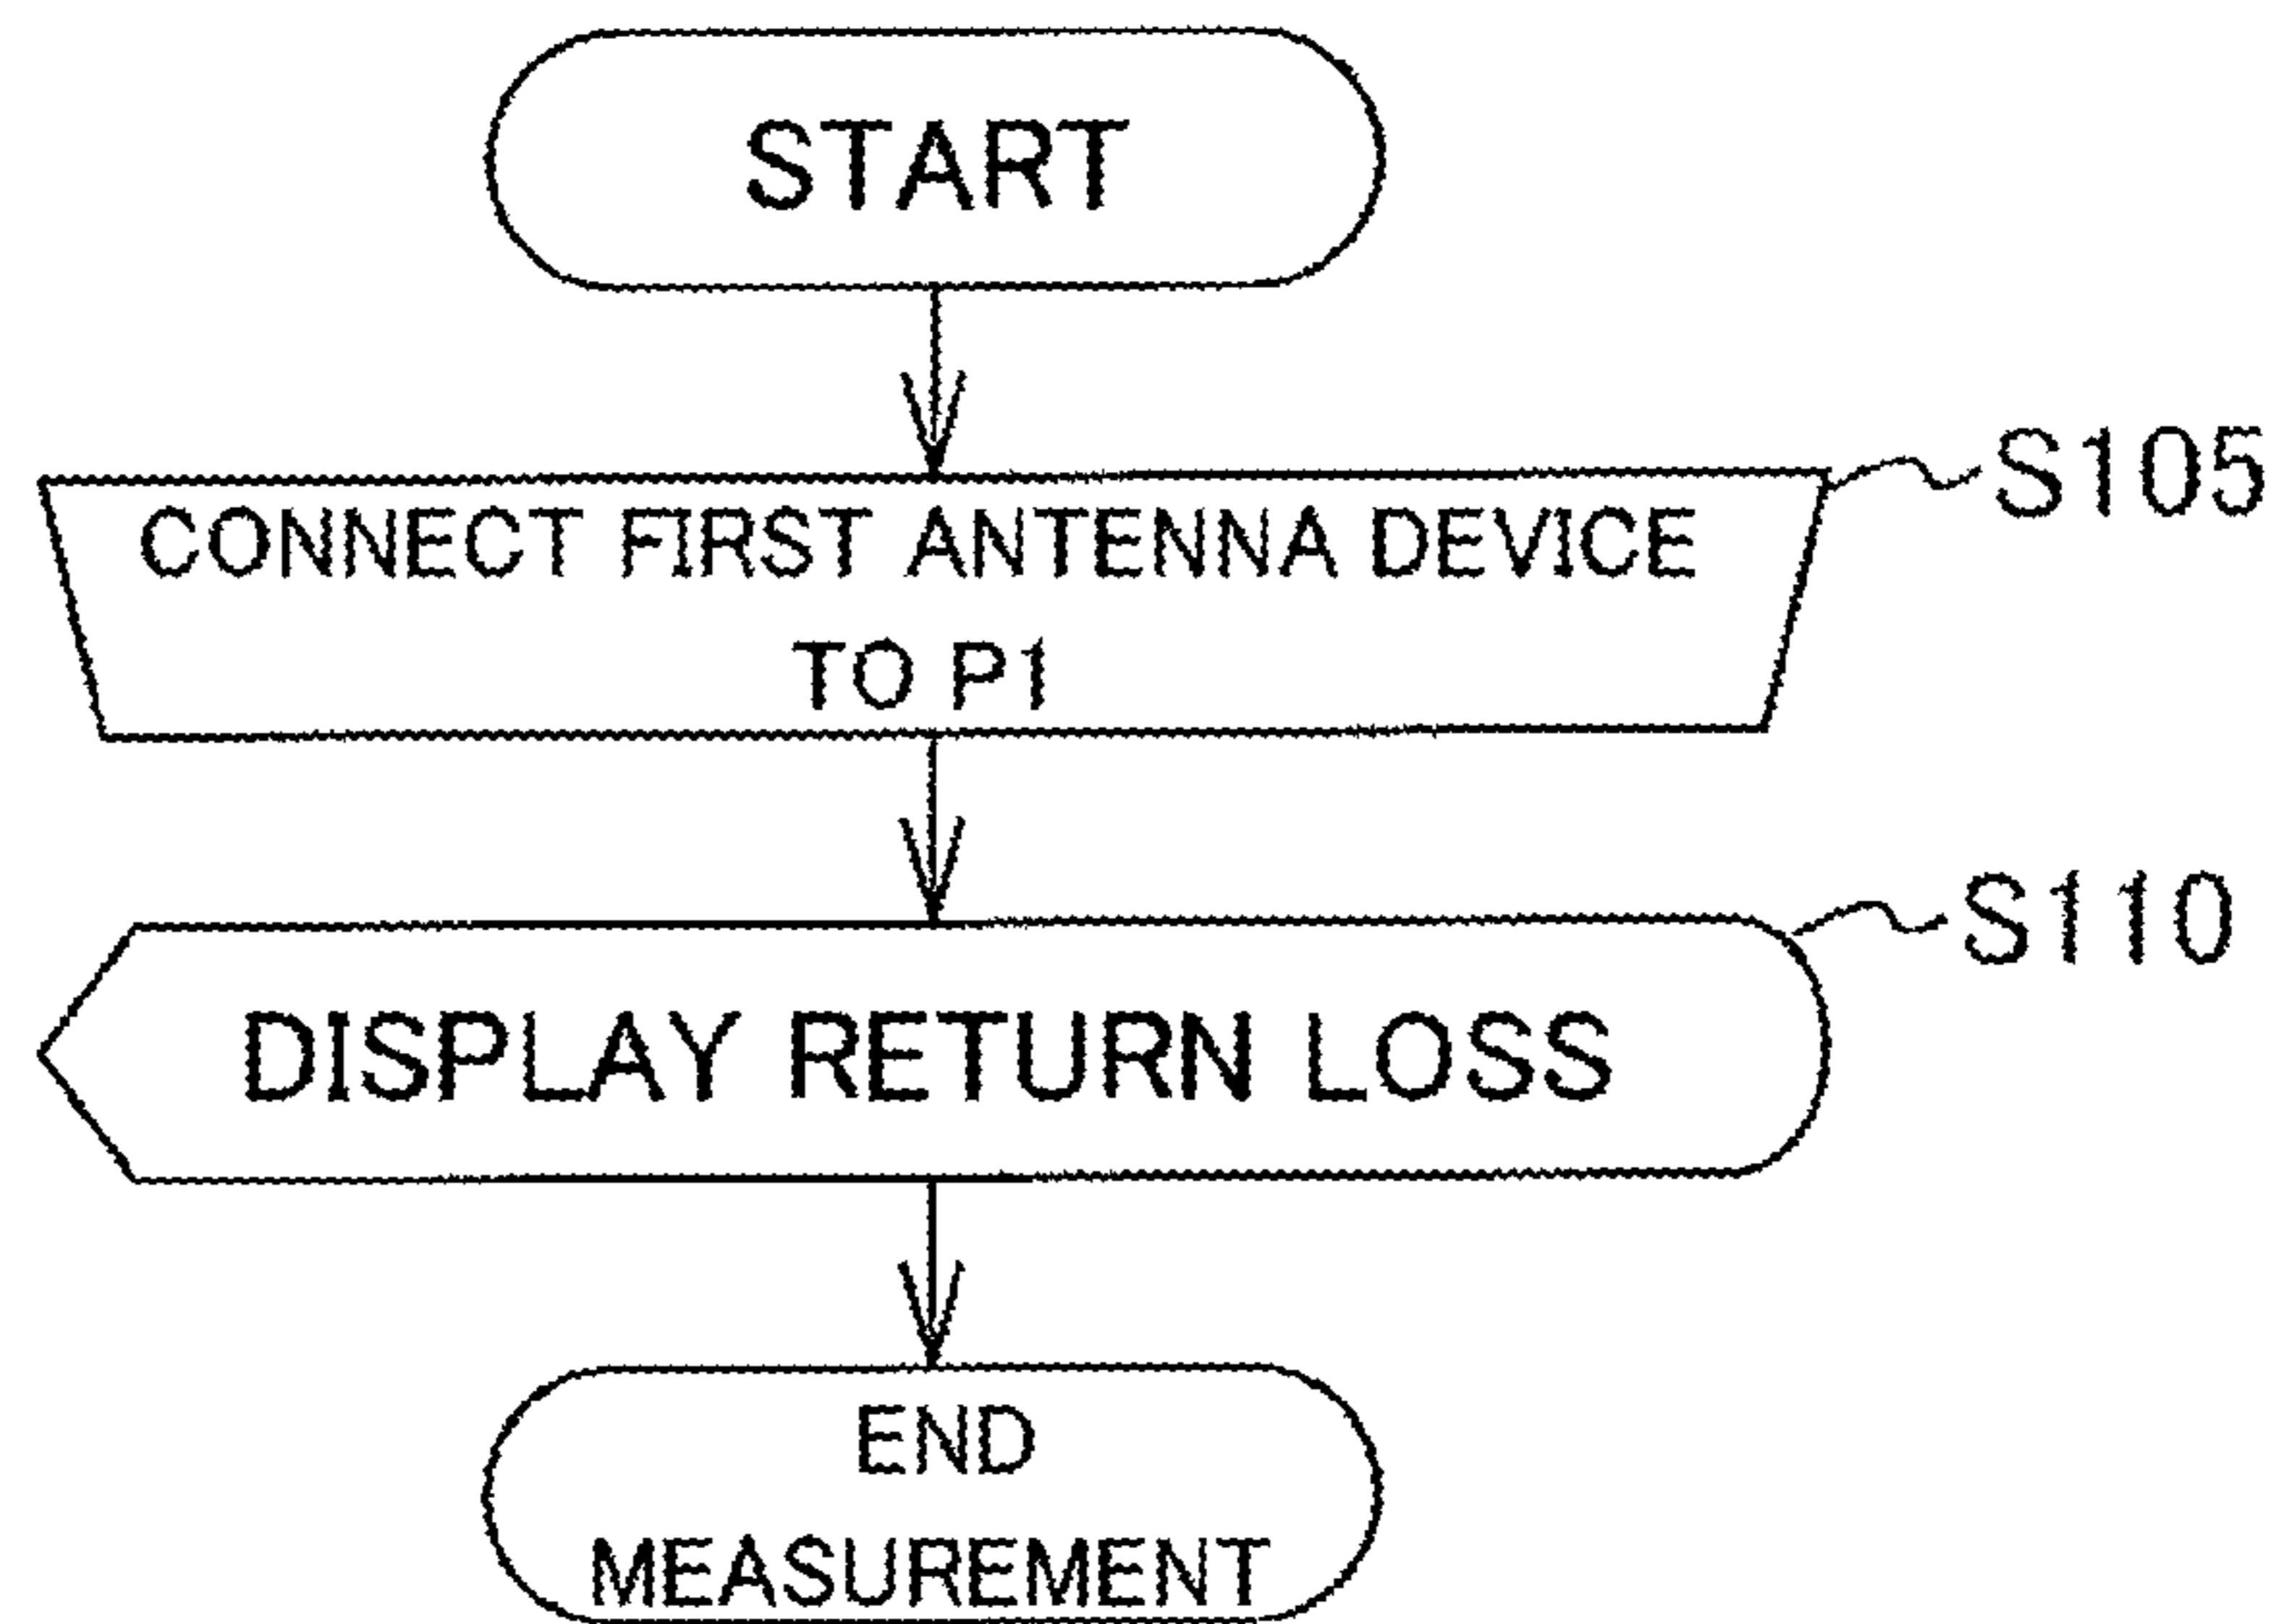 START
S105
CONNECT FIRST ANTENNA DEVICE
TO P1
S110
DISPLAY RETURN LOSS
END
MEASUREMENT